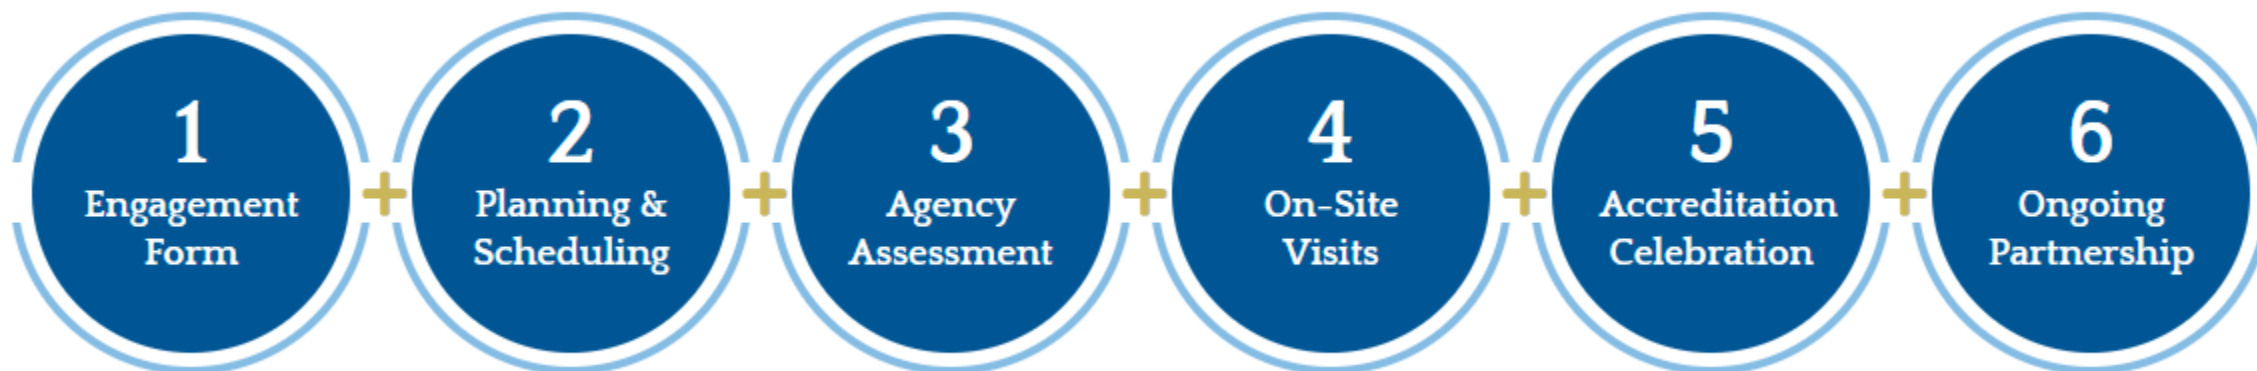 1
Engagement
Form
+
2
Planning &
Scheduling
+
3
Agency
Assessment
+
4
On-Site
Visits
+
5
Accreditation
Celebration
+
6
Ongoing
Partnership